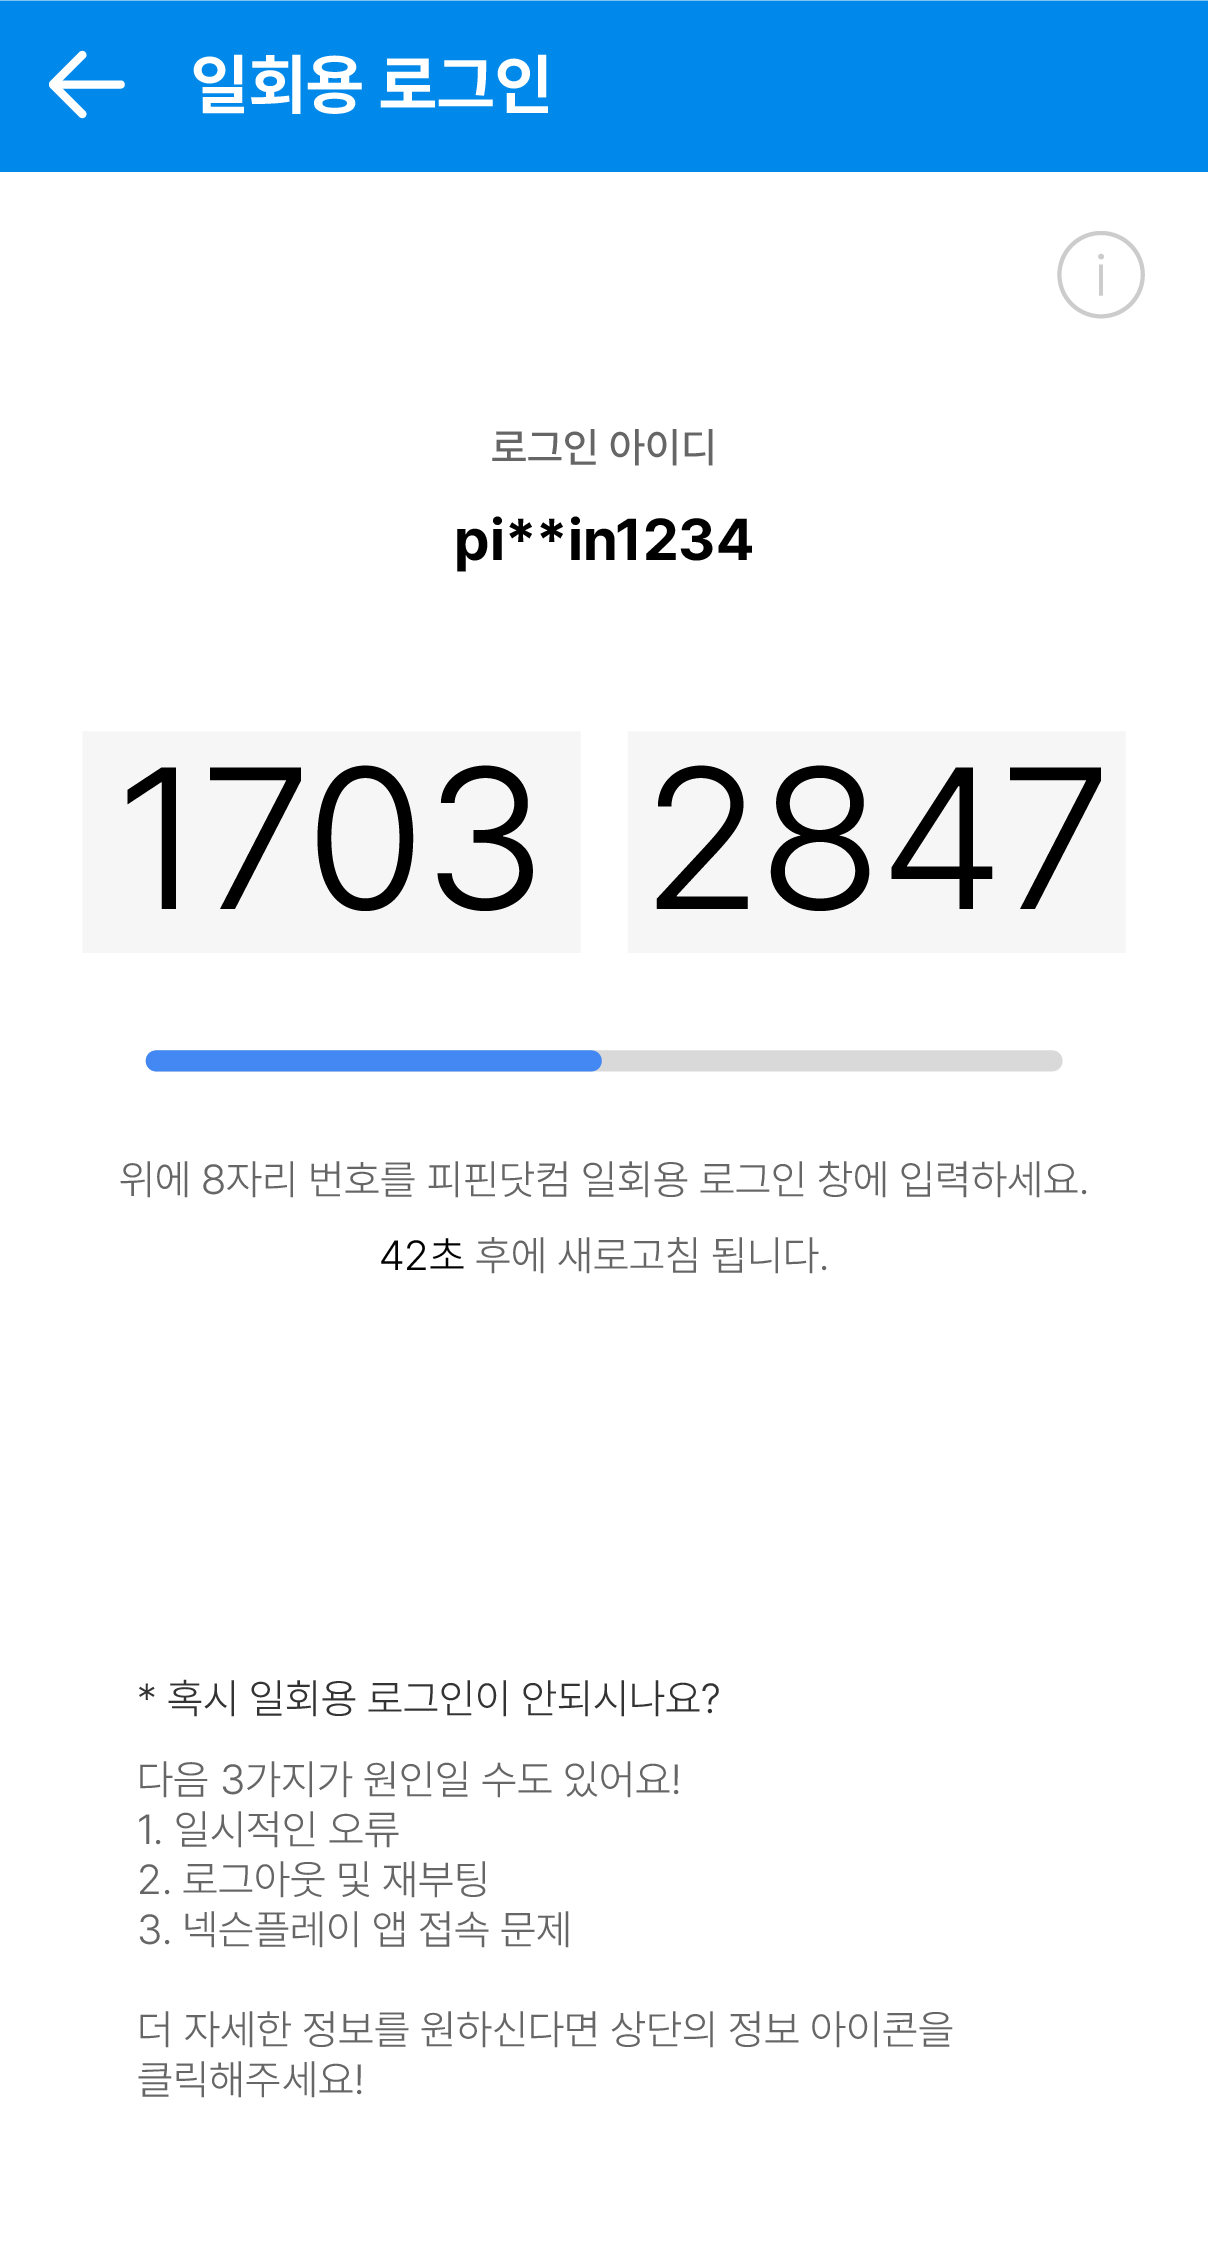 일회용 로그인
i
로그인 아이디
pi**in1234
1703 2847
위에 8자리 번호를 피핀닷컴 일회용 로그인 창에 입력하세요.
42초 후에 새로고침 됩니다.
* 혹시 일회용 로그인이 안되시나요?
다음 3가지가 원인일 수도 있어요!
1. 일시적인 오류
2. 로그아웃 및 재부팅
3. 넥슨플레이 앱 접속 문제
더 자세한 정보를 원하신다면 상단의 정보 아이콘을
클릭해주세요!